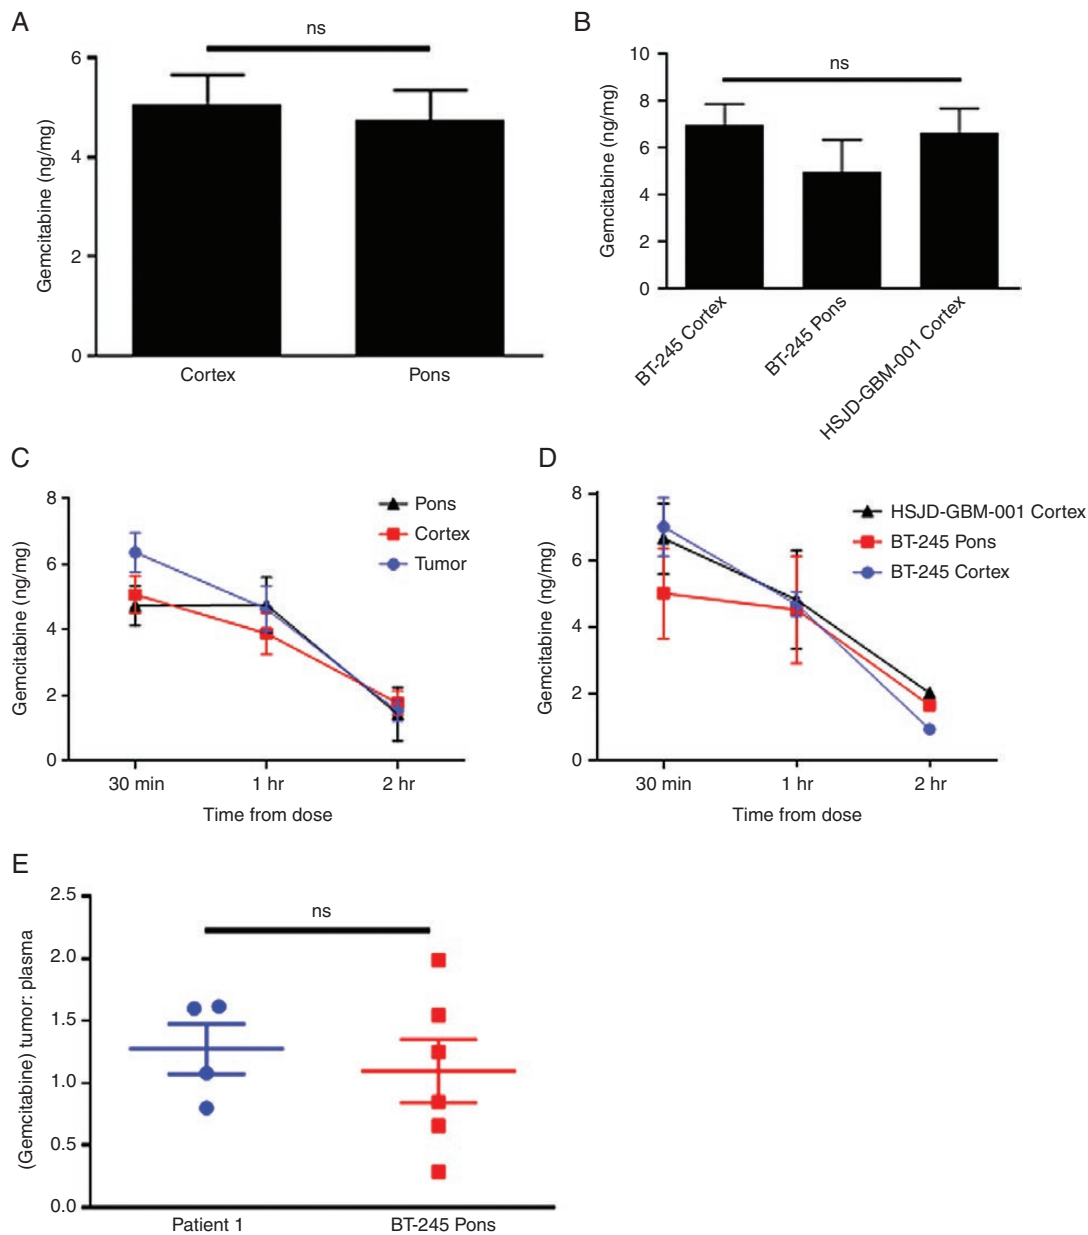 A
ns
Gemcitabine (ng/mg)
6
4
2
0
Cortex
Pons
B
ns
Gemcitabine (ng/mg)
10
8
6
4
2
0
BT-245 Cortex
BT-245 Pons
HSJD-GBM-001 Cortex
C
Gemcitabine (ng/mg)
8
6
4
2
0
Pons
Cortex
Tumor
30 min
1 hr
2 hr
Time from dose
D
Gemcitabine (ng/mg)
8
6
4
2
0
HSJD-GBM-001 Cortex
BT-245 Pons
BT-245 Cortex
30 min
1 hr
2 hr
Time from dose
E
(Gemcitabine) tumor: plasma
2.5
2.0
1.5
1.0
0.5
0.0
ns
Patient 1
BT-245 Pons